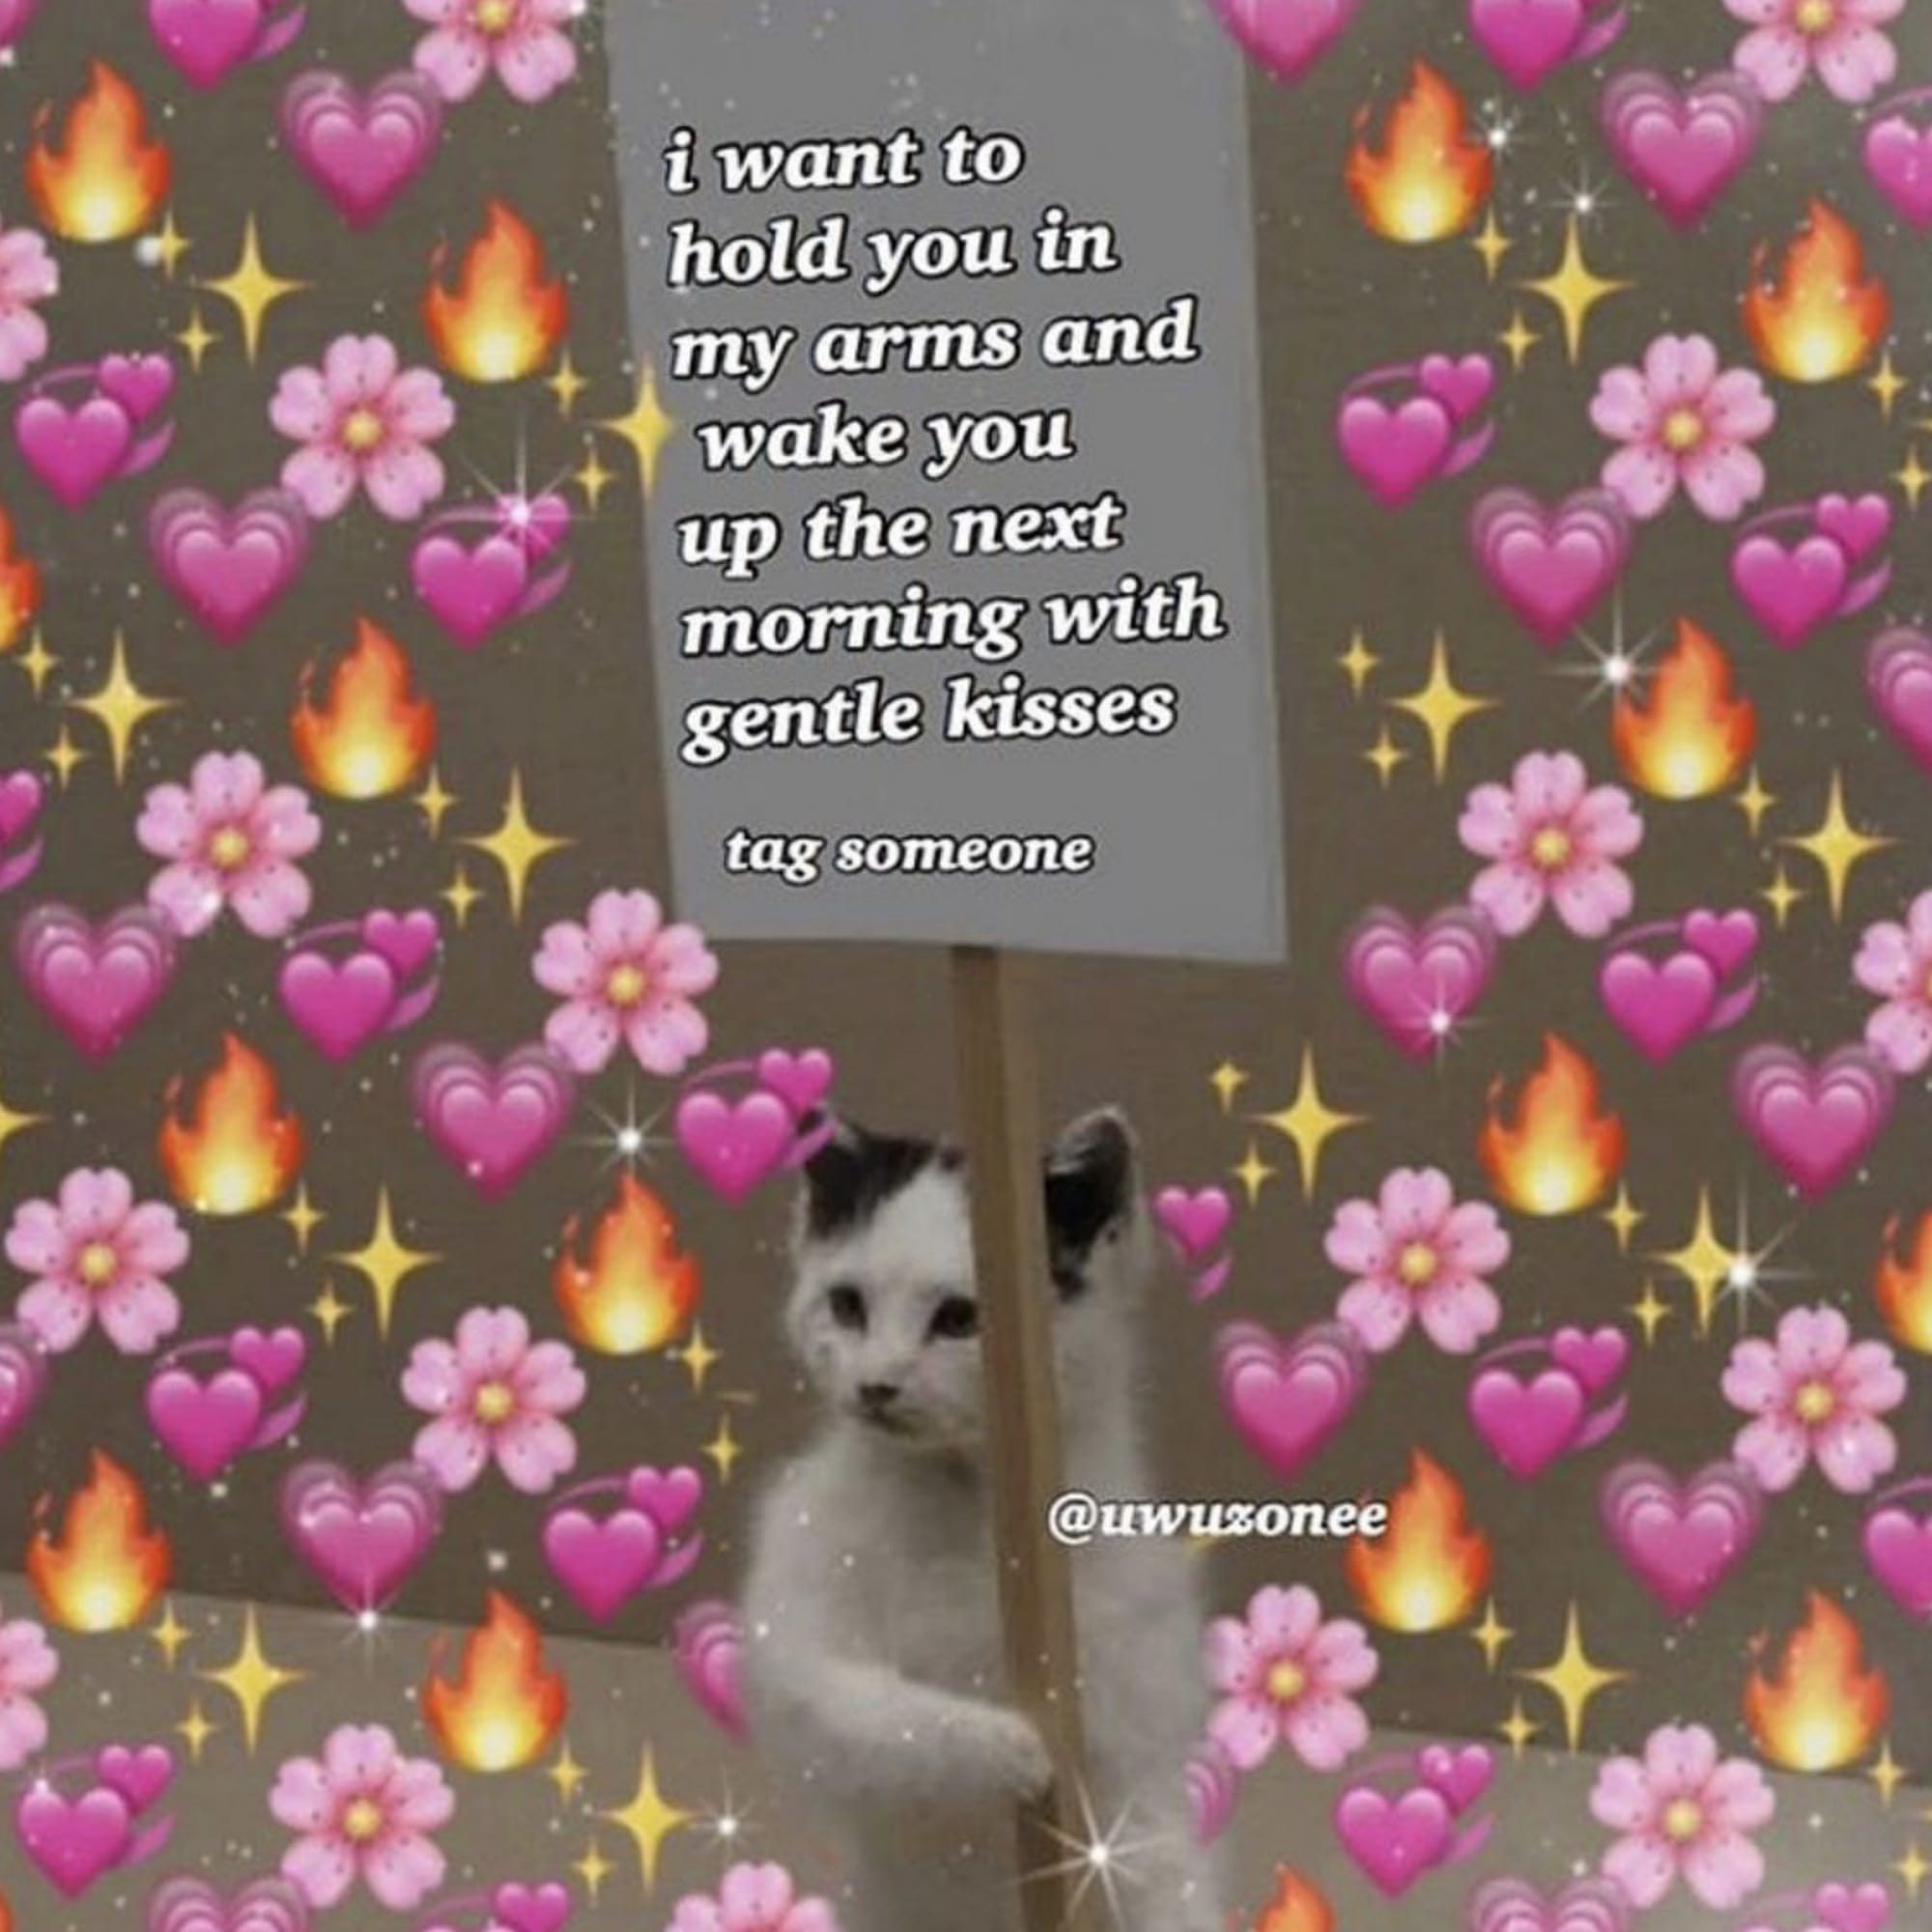 i want to
hold you in
my arms and
wake you
up the next
morning with
gentle kisses
tag someone
@uwuzonee